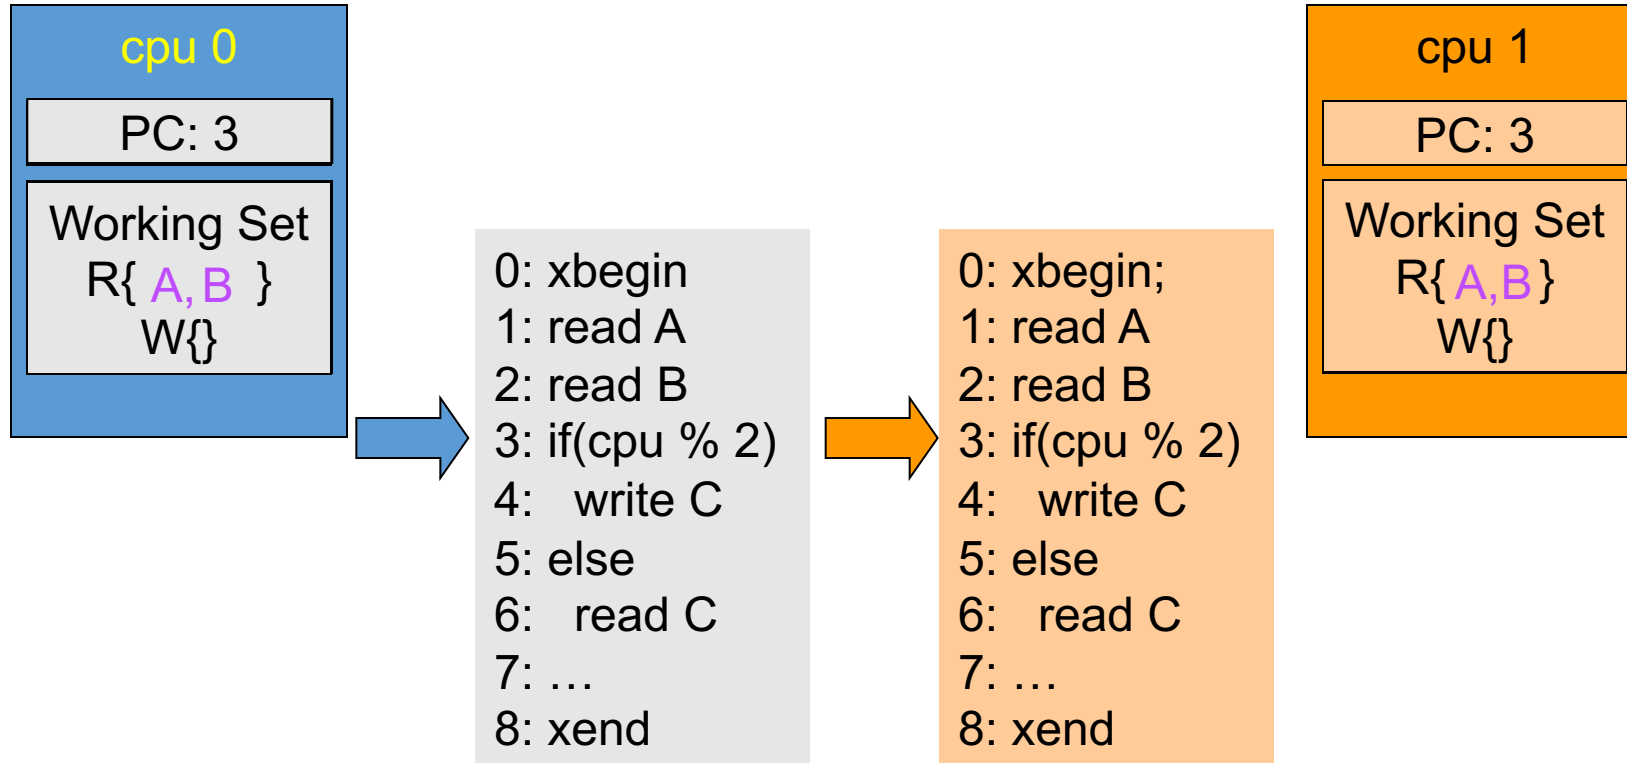 cpu 0
PC: 3
Working Set
R{ A, B }
W{}
0: xbegin
1: read A
2: read B
3: if(cpu % 2)
4: write C
5: else
6: read C
7: …
8: xend
0: xbegin;
1: read A
2: read B
3: if(cpu % 2)
4: write C
5: else
6: read C
7: …
8: xend
cpu 1
PC: 3
Working Set
R{ A,B }
W{}